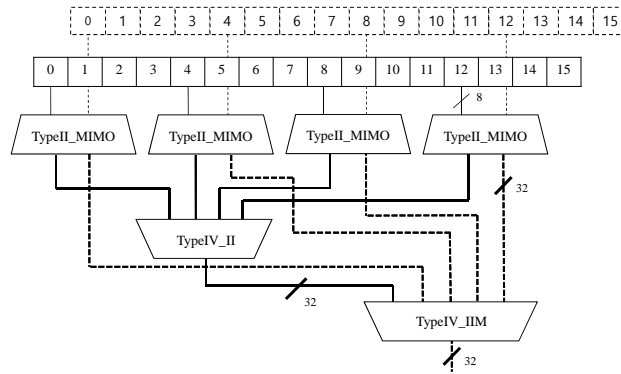 0 1 2 3 4 5 6 7 8 9 10 11 12 13 14 15
0 1 2 3 4 5 6 7 8 9 10 11 12 13 14 15
8
TypeII_MIMO TypeII_MIMO TypeII_MIMO TypeII_MIMO
32
TypeIV_II
32
TypeIV_IIM
32